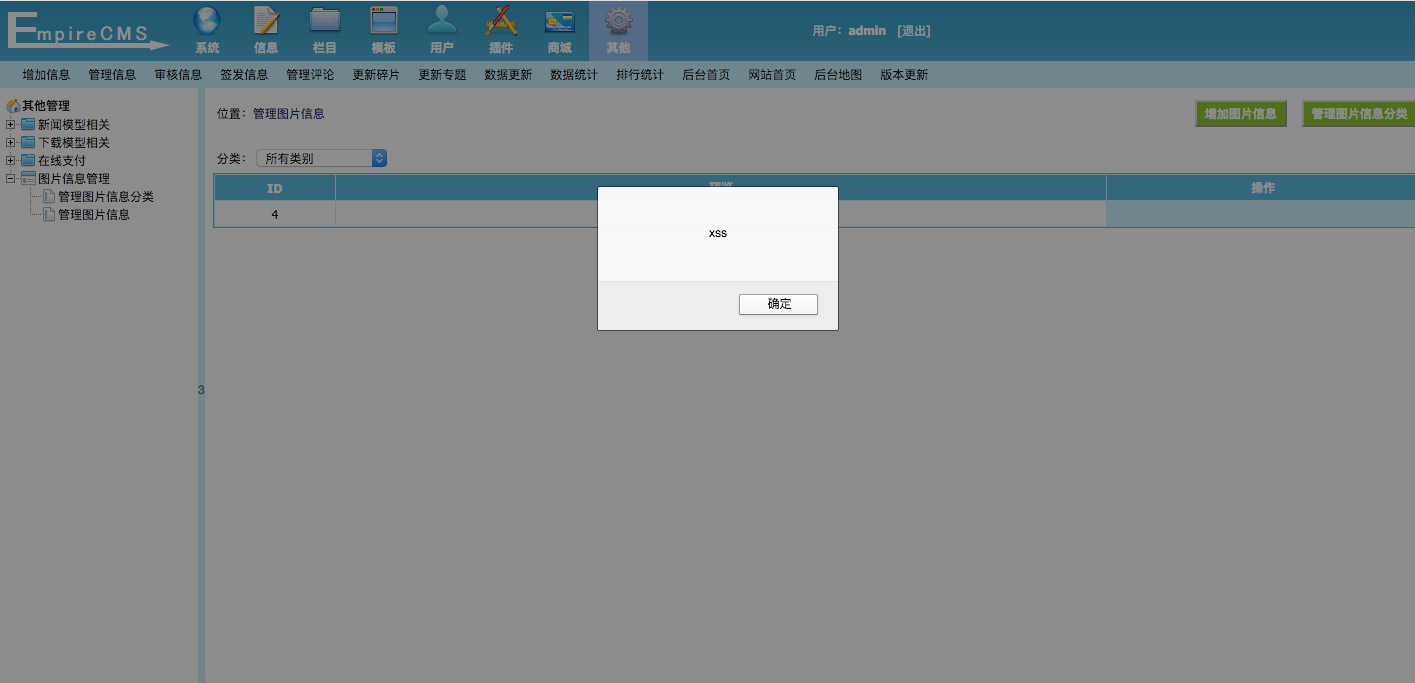 EmpireCMS
系统 信息 栏目 模板 用户 插件 商城 其他
用户：admin [退出]
增加信息 管理信息 审核信息 签发信息 管理评论 更新碎片 更新专题 数据更新 数据统计 排行统计 后台首页 网站首页 后台地图 版本更新
其他管理
新闻模型相关
下载模型相关
在线支付
图片信息管理
管理图片信息分类
管理图片信息
3
位置：管理图片信息
增加图片信息 管理图片信息分类
分类： 所有类别
ID 预览 操作
4
xss
确定